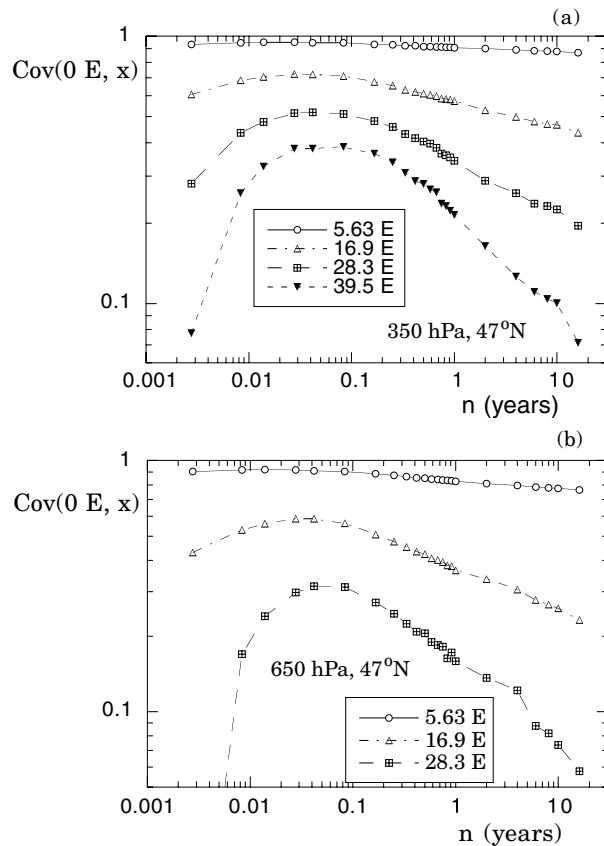 (a)
1
Cov(0 E, x)
5.63 E
16.9 E
28.3 E
39.5 E
0.1
350 hPa, 47°N
0.001 0.01 0.1 1 10
n (years)
(b)
1
Cov(0 E, x)
650 hPa, 47°N
0.1
5.63 E
16.9 E
28.3 E
0.001 0.01 0.1 1 10
n (years)